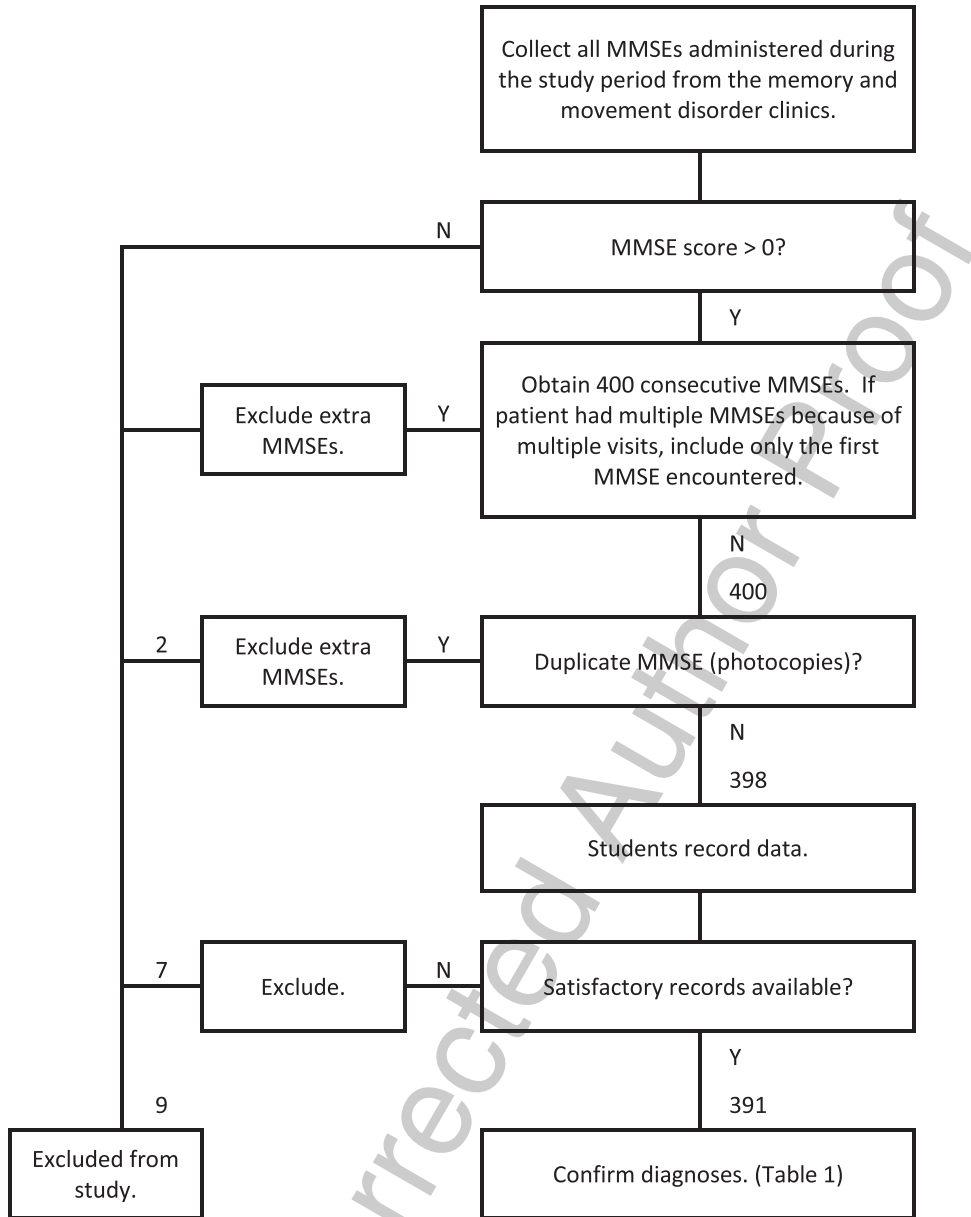 Collect all MMSEs administered during
the study period from the memory and
movement disorder clinics.
N
MMSE score > 0?
Y
Exclude extra
MMSEs.
Y
Obtain 400 consecutive MMSEs. If
patient had multiple MMSEs because of
multiple visits, include only the first
MMSE encountered.
N
400
2
Exclude extra
MMSEs.
Y
Duplicate MMSE (photocopies)?
N
398
Students record data.
7
Exclude.
N
Satisfactory records available?
Y
9
391
Excluded from
study.
Confirm diagnoses. (Table 1)
rrected Author Proof